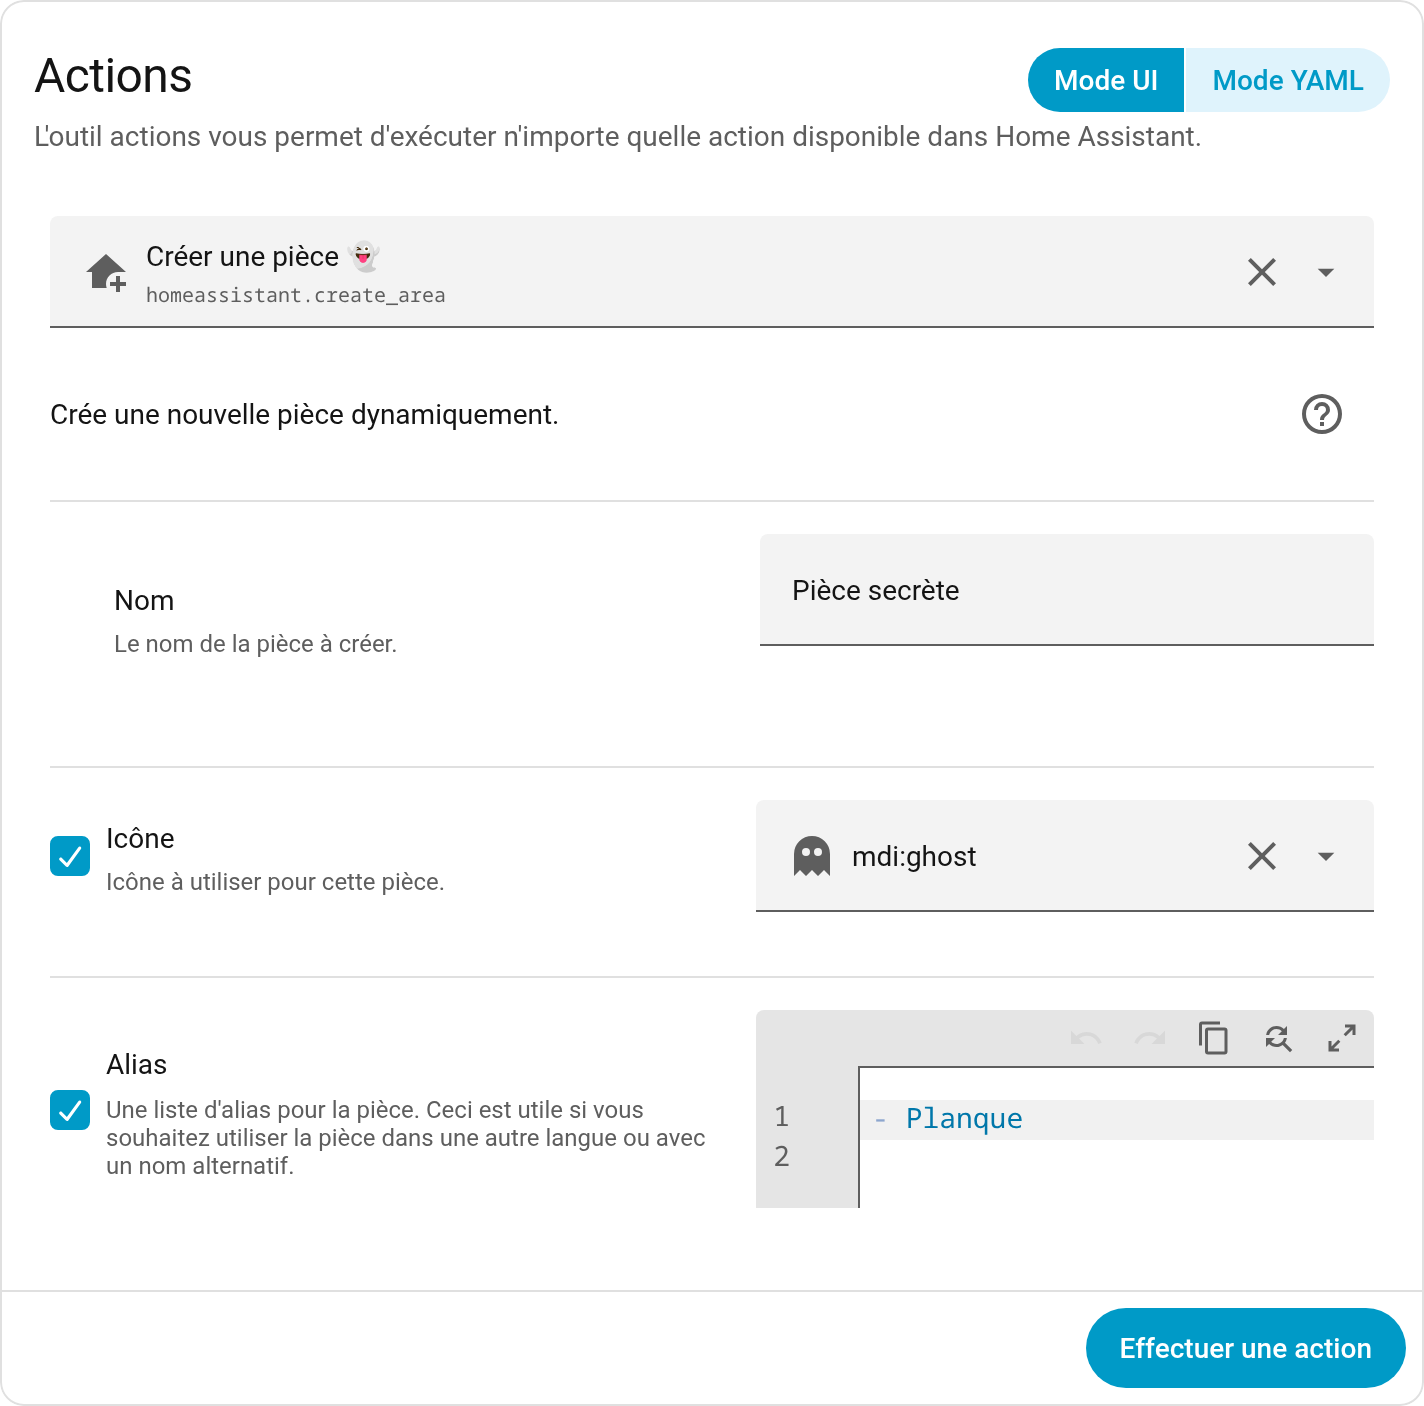 Actions
Mode UI
Mode YAML
L'outil actions vous permet d'exécuter n'importe quelle action disponible dans Home Assistant.
Créer une pièce 👻
homeassistant.create_area
Crée une nouvelle pièce dynamiquement.
Nom
Le nom de la pièce à créer.
Pièce secrète
Icône
Icône à utiliser pour cette pièce.
mdi:ghost
Alias
Une liste d'alias pour la pièce. Ceci est utile si vous
souhaitez utiliser la pièce dans une autre langue ou avec
un nom alternatif.
1 - Planque
2
Effectuer une action